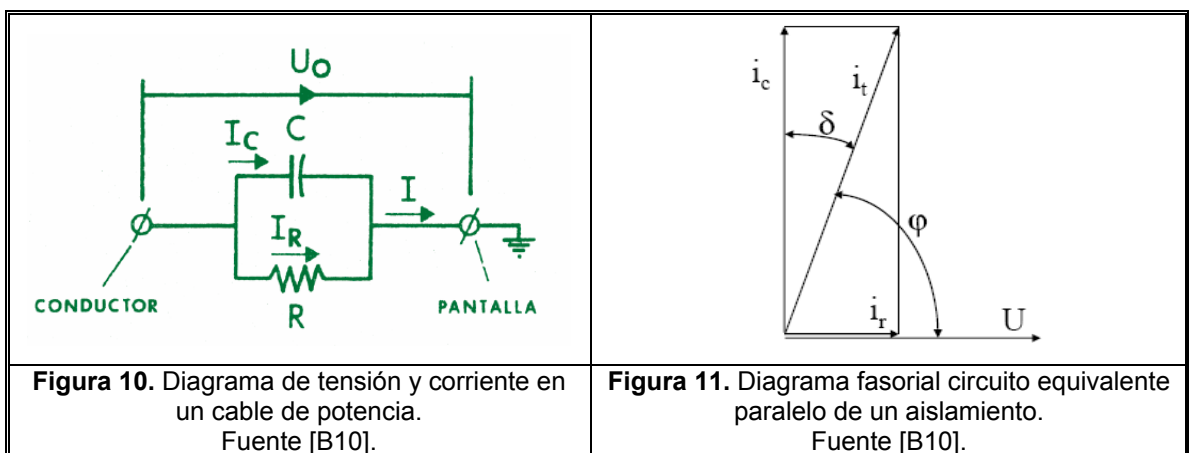 Uo
IC
C
I
IR
R
CONDUCTOR
PANTALLA
Figura 10. Diagrama de tensión y corriente en
un cable de potencia.
Fuente [B10].
ic
it
δ
φ
ir
U
Figura 11. Diagrama fasorial circuito equivalente
paralelo de un aislamiento.
Fuente [B10].